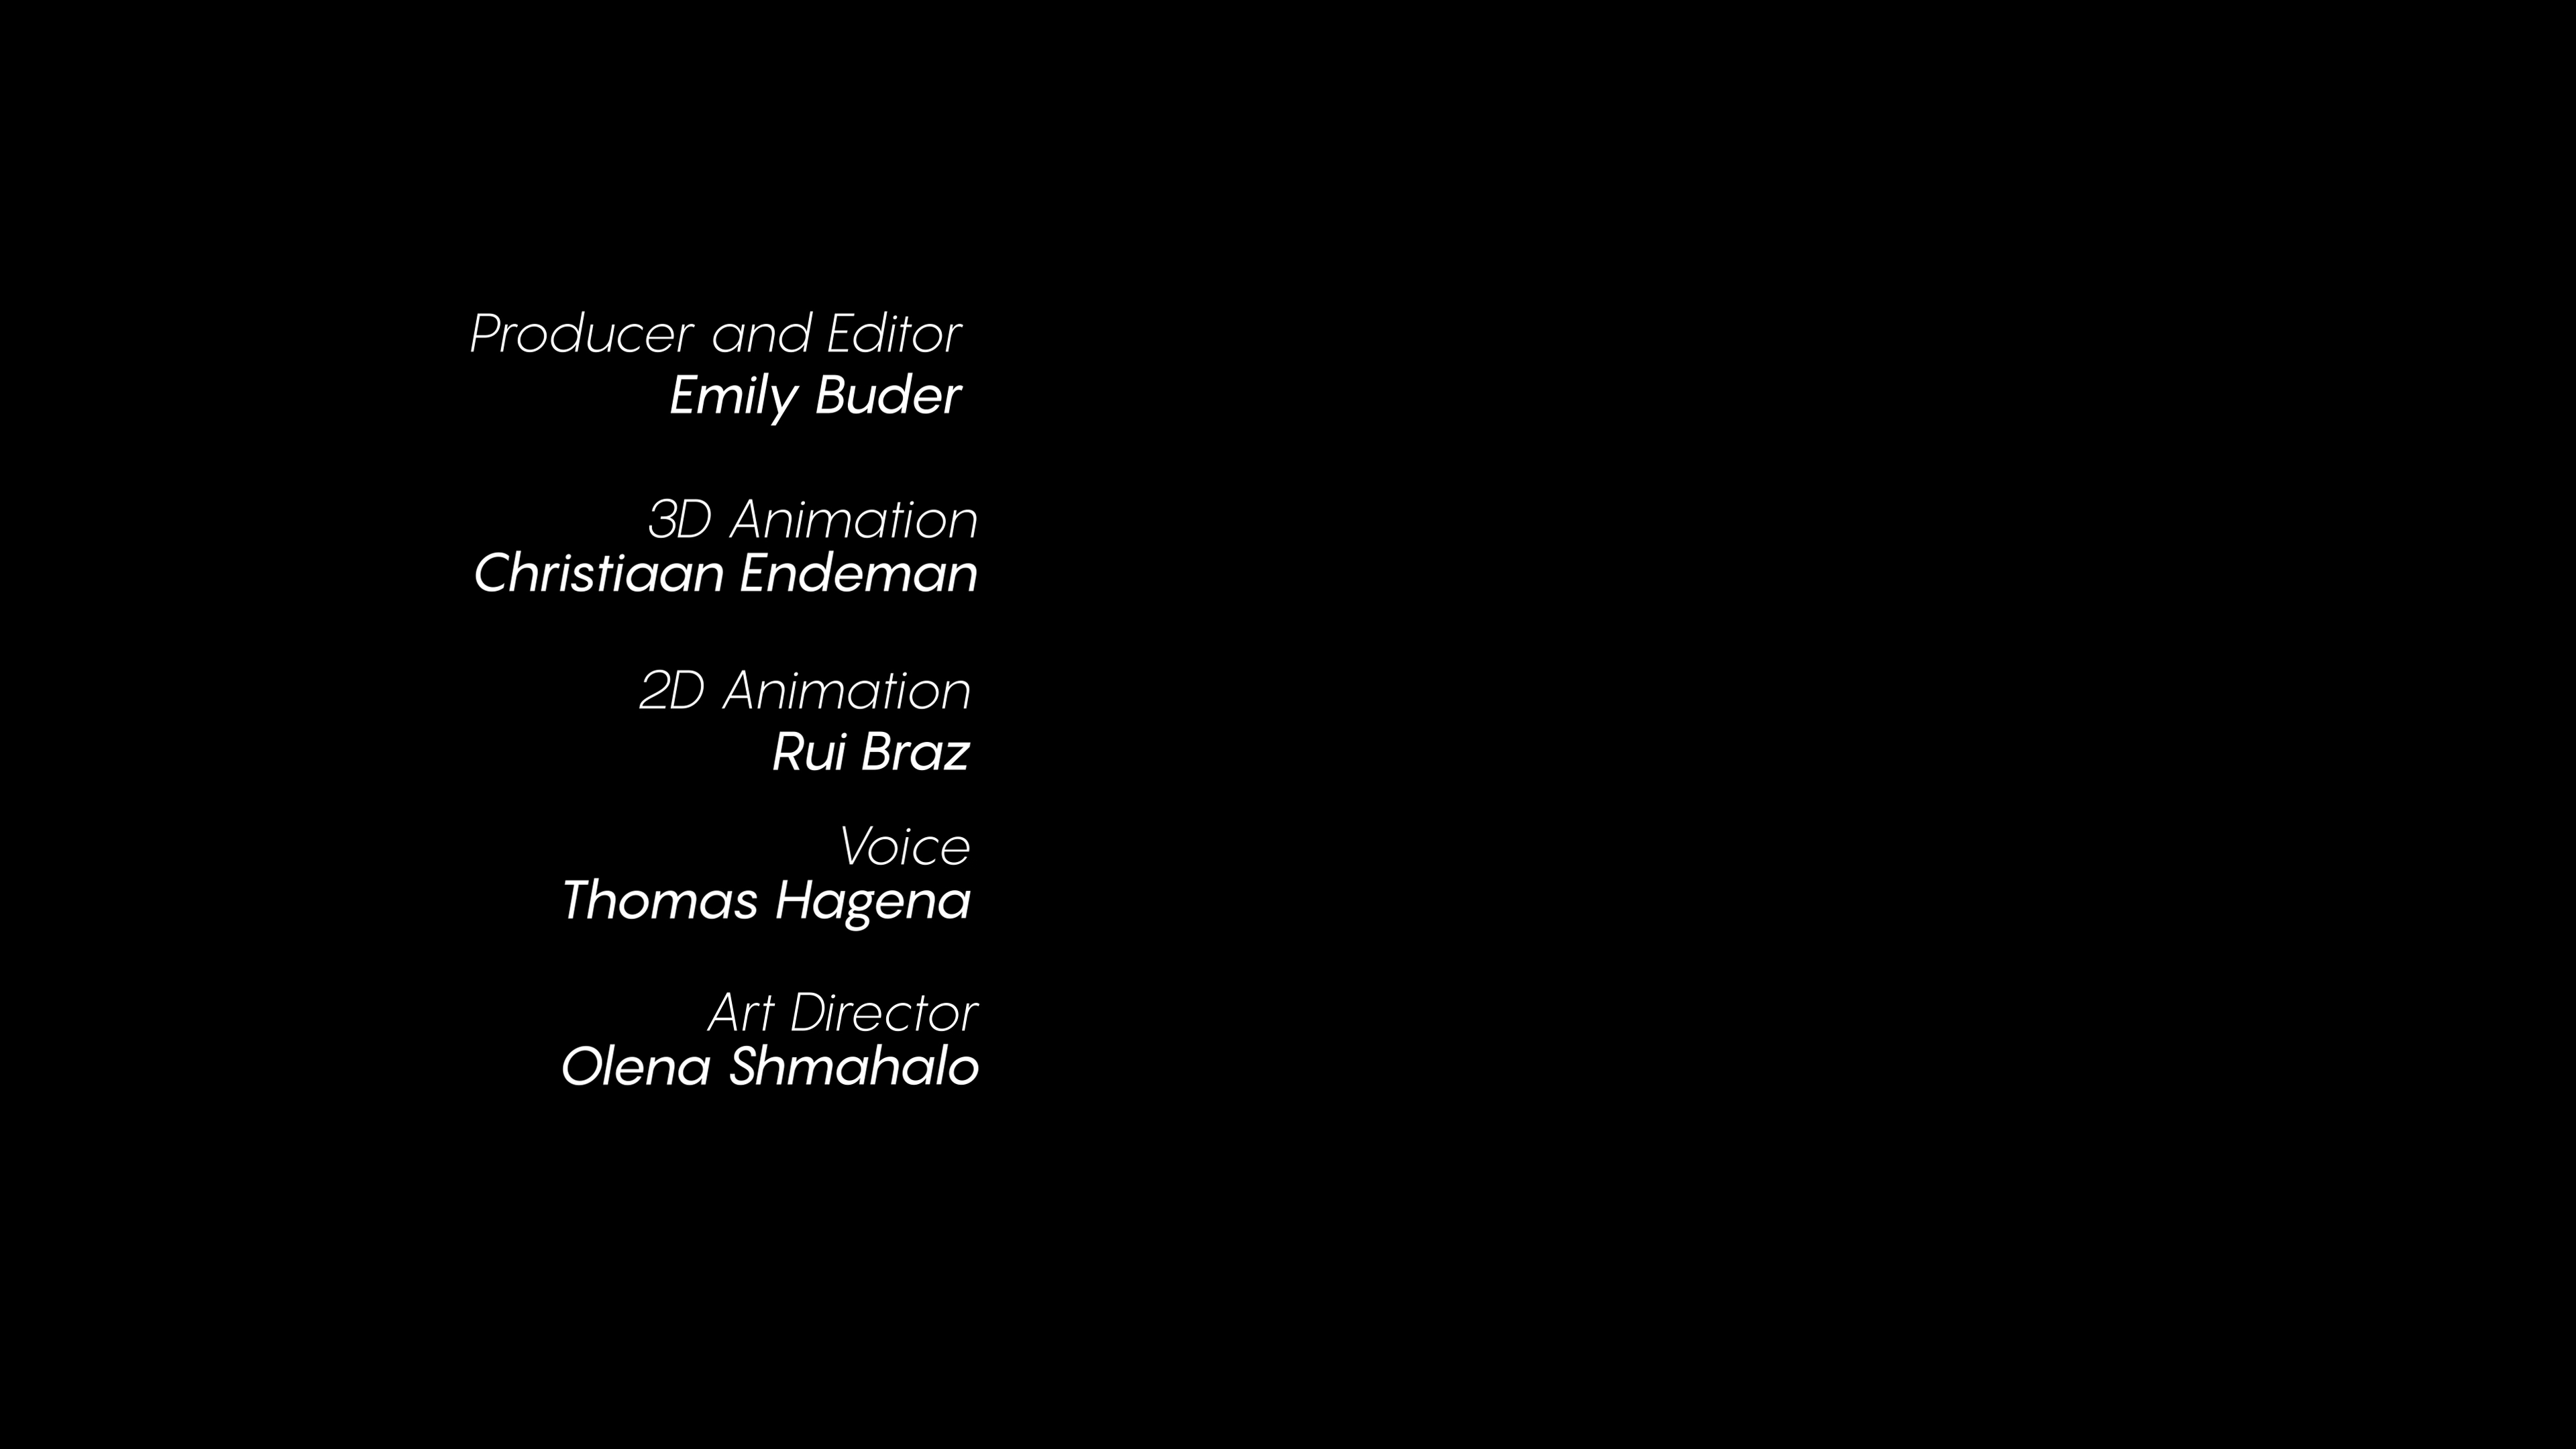 Producer and Editor
Emily Buder
3D Animation
Christiaan Endeman
2D Animation
Rui Braz
Voice
Thomas Hagena
Art Director
Olena Shmahalo